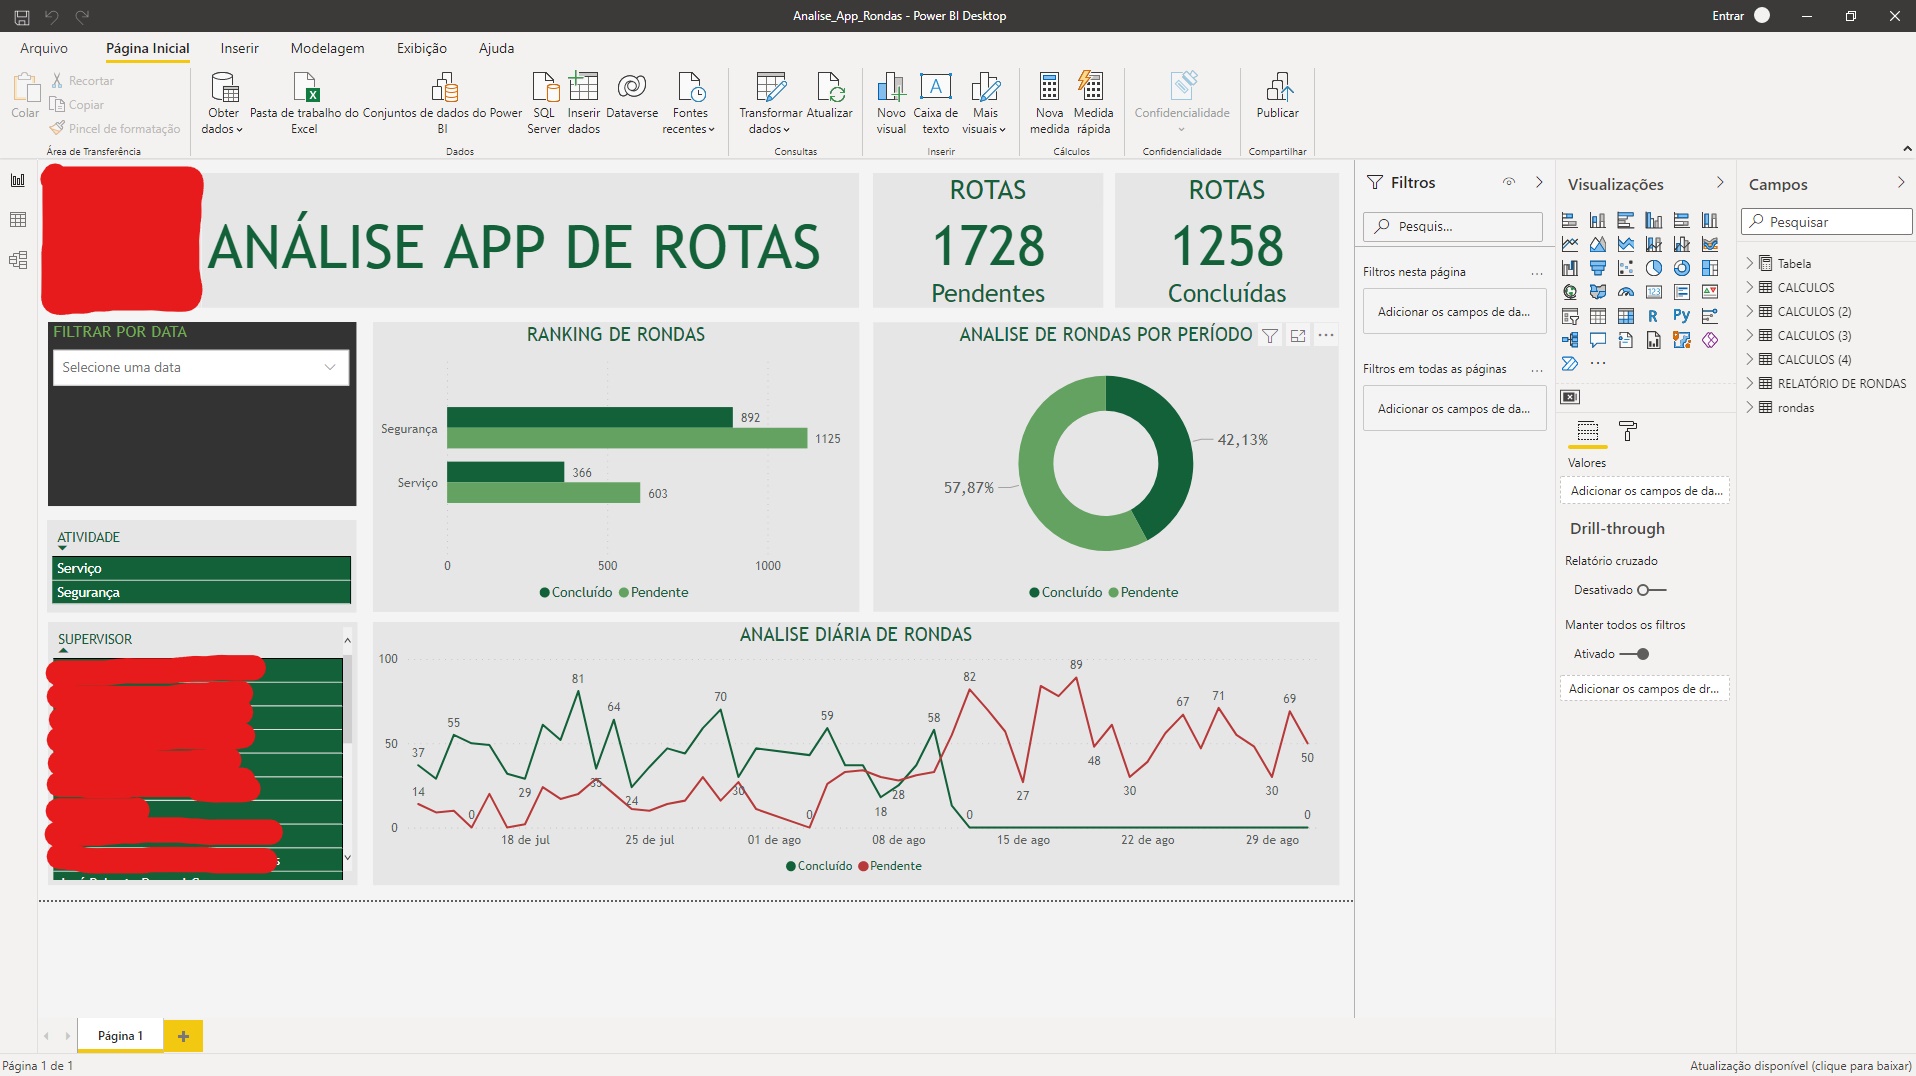 Analise_App_Rondas - Power BI Desktop
Entrar
Arquivo
Página Inicial
Inserir
Modelagem
Exibição
Ajuda
Colar
Recortar
Copiar
Pincel de formatação
Área de Transferência
Obter dados
Pasta de trabalho do Excel
Conjuntos de dados do Power BI
SQL Server
Inserir dados
Dataverse
Fontes recentes
Dados
Transformar dados
Atualizar
Consultas
Novo visual
Caixa de texto
Mais visuais
Inserir
Nova medida
Medida rápida
Cálculos
Confidencialidade
Confidencialidade
Publicar
Compartilhar
ANÁLISE APP DE ROTAS
ROTAS
1728
Pendentes
ROTAS
1258
Concluídas
FILTRAR POR DATA
Selecione uma data
ATIVIDADE
Serviço
Segurança
SUPERVISOR
RANKING DE RONDAS
Segurança
892
1125
Serviço
366
603
0
500
1000
Concluído
Pendente
ANALISE DE RONDAS POR PERÍODO
42,13%
57,87%
Concluído
Pendente
ANALISE DIÁRIA DE RONDAS
100
50
0
37
55
81
64
70
59
58
82
89
67
71
69
14
0
29
35
24
30
0
18
28
0
27
48
30
30
50
0
18 de jul
25 de jul
01 de ago
08 de ago
15 de ago
22 de ago
29 de ago
Concluído
Pendente
Filtros
Pesquis...
Filtros nesta página
...
Adicionar os campos de da...
Filtros em todas as páginas
...
Adicionar os campos de da...
Visualizações
R
Py
123
...
Valores
Adicionar os campos de da...
Drill-through
Relatório cruzado
Desativado
Manter todos os filtros
Ativado
Adicionar os campos de dr...
Campos
Pesquisar
Tabela
CALCULOS
CALCULOS (2)
CALCULOS (3)
CALCULOS (4)
RELATÓRIO DE RONDAS
rondas
Página 1
Página 1 de 1
Atualização disponível (clique para baixar)